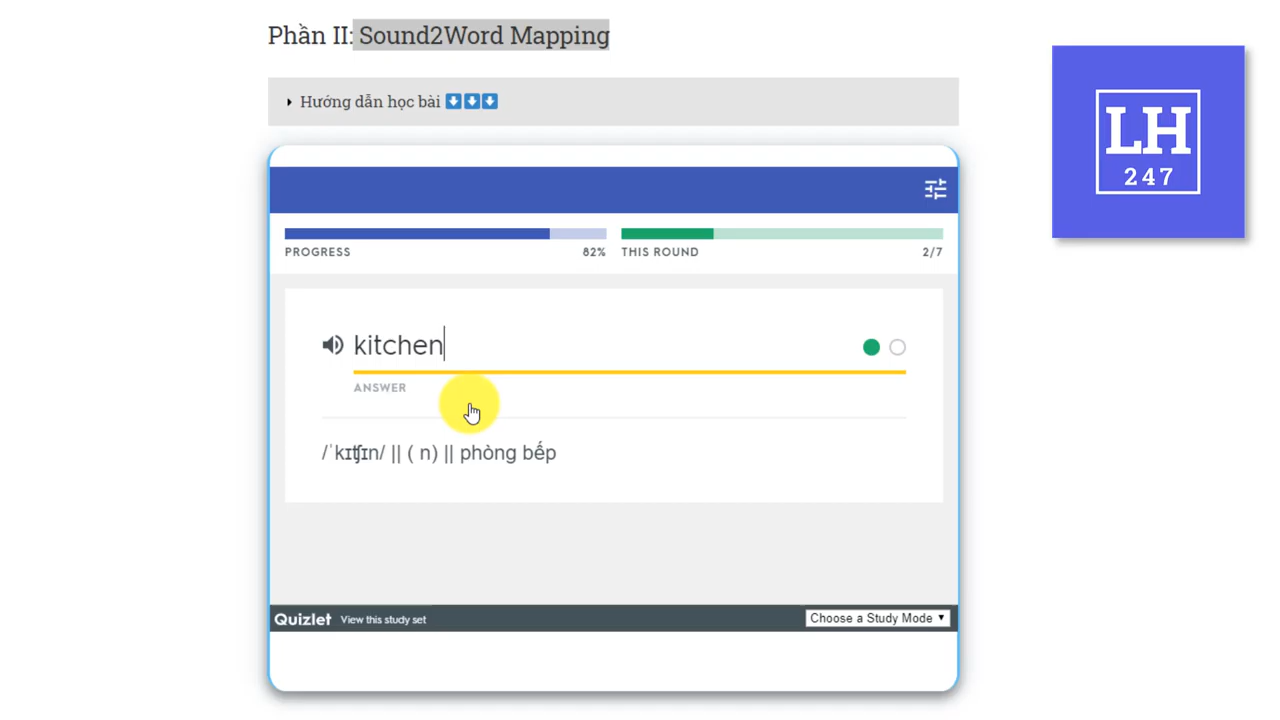 Phần II: Sound2Word Mapping
Hướng dẫn học bài
LH
247
PROGRESS 82% THIS ROUND 2/7
kitchen
ANSWER
/ˈkɪʧɪn/ || ( n) || phòng bếp
Quizlet View this study set Choose a Study Mode